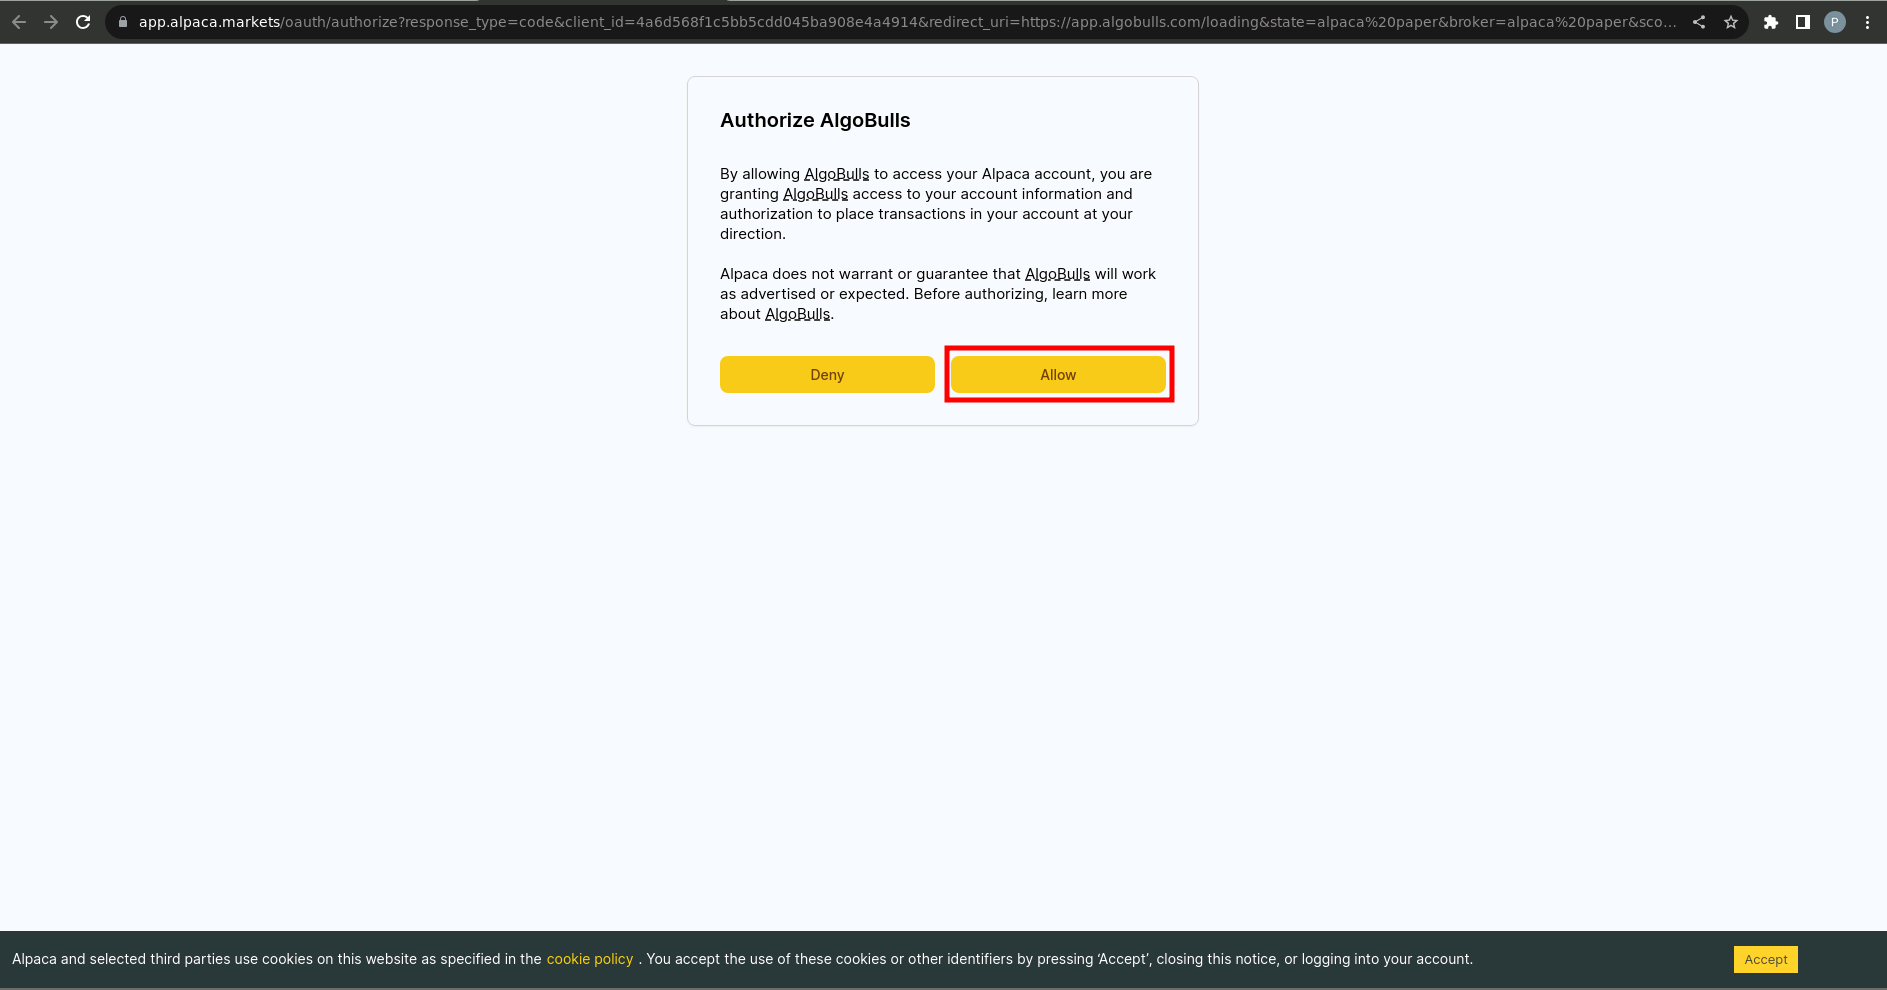 app.alpaca.markets/oauth/authorize?response_type=code&client_id=4a6d568f1c5bb5cdd045ba908e4a4914&redirect_uri=https://app.algobulls.com/loading&state=alpaca%20paper&broker=alpaca%20paper&sco...
P
Authorize AlgoBulls
By allowing AlgoBulls to access your Alpaca account, you are
granting AlgoBulls access to your account information and
authorization to place transactions in your account at your
direction.
Alpaca does not warrant or guarantee that AlgoBulls will work
as advertised or expected. Before authorizing, learn more
about AlgoBulls.
Deny
Allow
Alpaca and selected third parties use cookies on this website as specified in the cookie policy . You accept the use of these cookies or other identifiers by pressing ‘Accept’, closing this notice, or logging into your account.
Accept